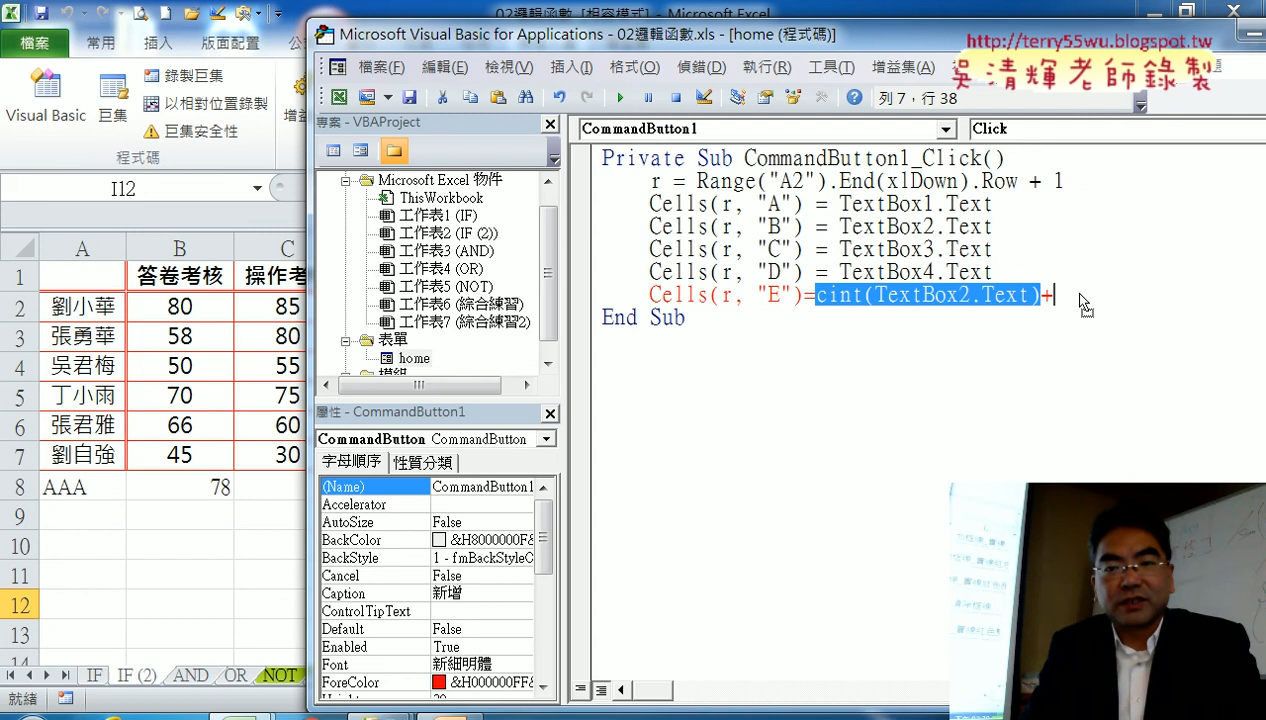 02邏輯函數 [相容模式] - Microsoft Excel
檔案 常用 插入 版面配置
Visual Basic 巨集 錄製巨集 以相對位置錄製 巨集安全性
程式碼
I12
A B C
1 答卷考核 操作考
2 劉小華 80 85
3 張勇華 58 80
4 吳君梅 50 55
5 丁小雨 70 75
6 張君雅 66 60
7 劉自強 45 30
8 AAA 78
9
10
11
12
13
IF IF (2) AND OR NOT
就緒
Microsoft Visual Basic for Applications - 02邏輯函數.xls - [home (程式碼)]
http://terry55wu.blogspot.tw
吳清輝老師錄製
檔案(F) 編輯(E) 檢視(V) 插入(I) 格式(O) 偵錯(D) 執行(R) 工具(T) 增益集(A)
列 7, 行 38
專案 - VBAProject
Microsoft Excel 物件
ThisWorkbook
工作表1 (IF)
工作表2 (IF (2))
工作表3 (AND)
工作表4 (OR)
工作表5 (NOT)
工作表6 (綜合練習)
工作表7 (綜合練習2)
表單
home
屬性 - CommandButton1
CommandButton1 CommandButton
字母順序 性質分類
(Name) CommandButton1
Accelerator
AutoSize False
BackColor &H8000000F&
BackStyle 1 - fmBackStyleO
Cancel False
Caption 新增
ControlTipText
Default False
Enabled True
Font 新細明體
ForeColor &H000000FF&
CommandButton1 Click
Private Sub CommandButton1_Click()
r = Range("A2").End(xlDown).Row + 1
Cells(r, "A") = TextBox1.Text
Cells(r, "B") = TextBox2.Text
Cells(r, "C") = TextBox3.Text
Cells(r, "D") = TextBox4.Text
Cells(r, "E")=cint(TextBox2.Text)+
End Sub